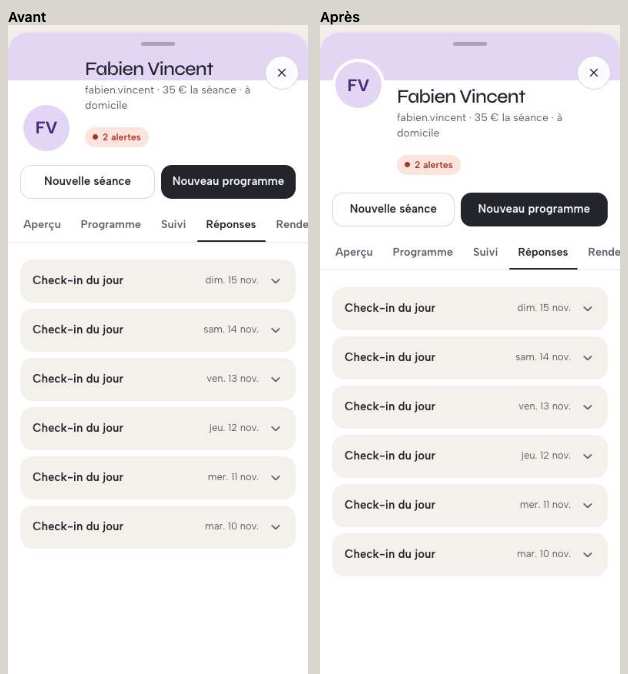 Avant
Fabien Vincent
fabien.vincent · 35 € la séance · à
domicile
FV
2 alertes
Nouvelle séance
Nouveau programme
Aperçu Programme Suivi Réponses Rende
Check-in du jour dim. 15 nov.
Check-in du jour sam. 14 nov.
Check-in du jour ven. 13 nov.
Check-in du jour jeu. 12 nov.
Check-in du jour mer. 11 nov.
Check-in du jour mar. 10 nov.
Après
FV
Fabien Vincent
fabien.vincent · 35 € la séance · à
domicile
2 alertes
Nouvelle séance
Nouveau programme
Aperçu Programme Suivi Réponses Rende
Check-in du jour dim. 15 nov.
Check-in du jour sam. 14 nov.
Check-in du jour ven. 13 nov.
Check-in du jour jeu. 12 nov.
Check-in du jour mer. 11 nov.
Check-in du jour mar. 10 nov.